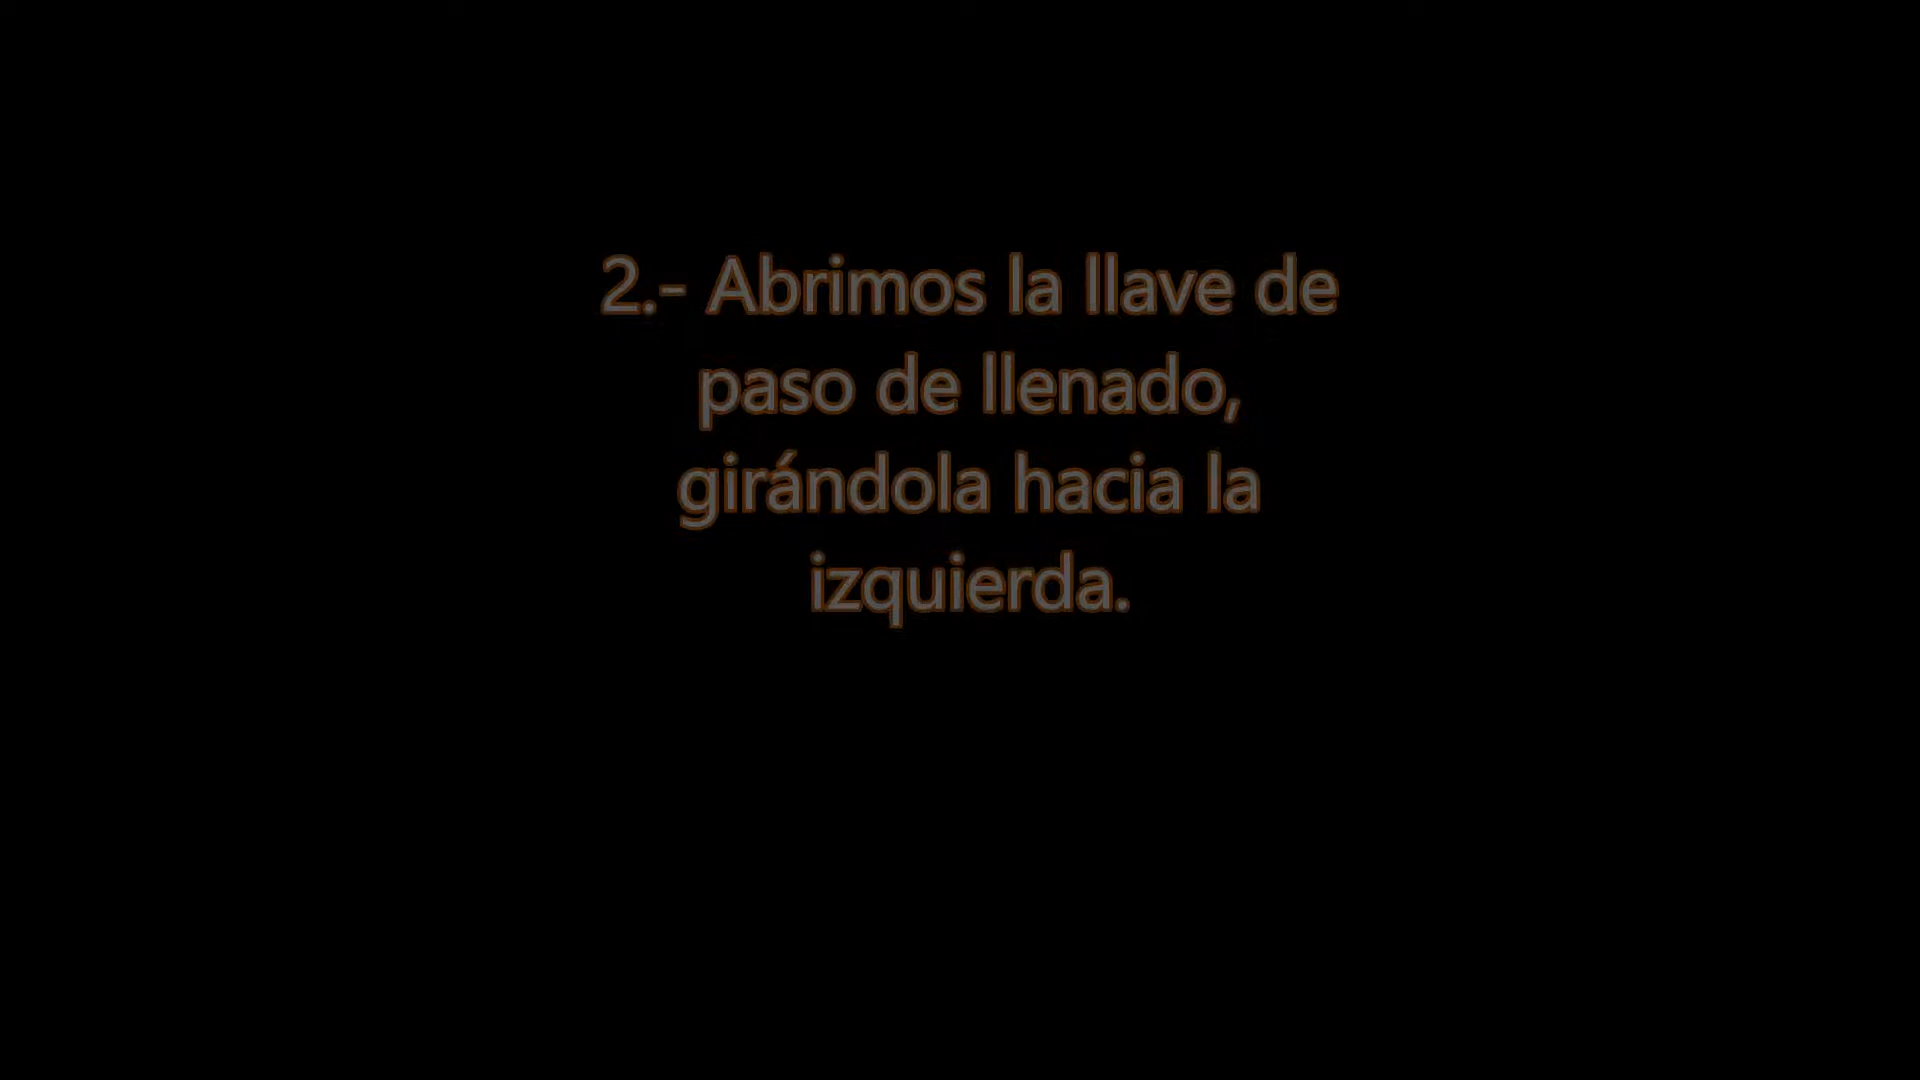 2.- Abrimos la llave de
paso de llenado,
girándola hacia la
izquierda.